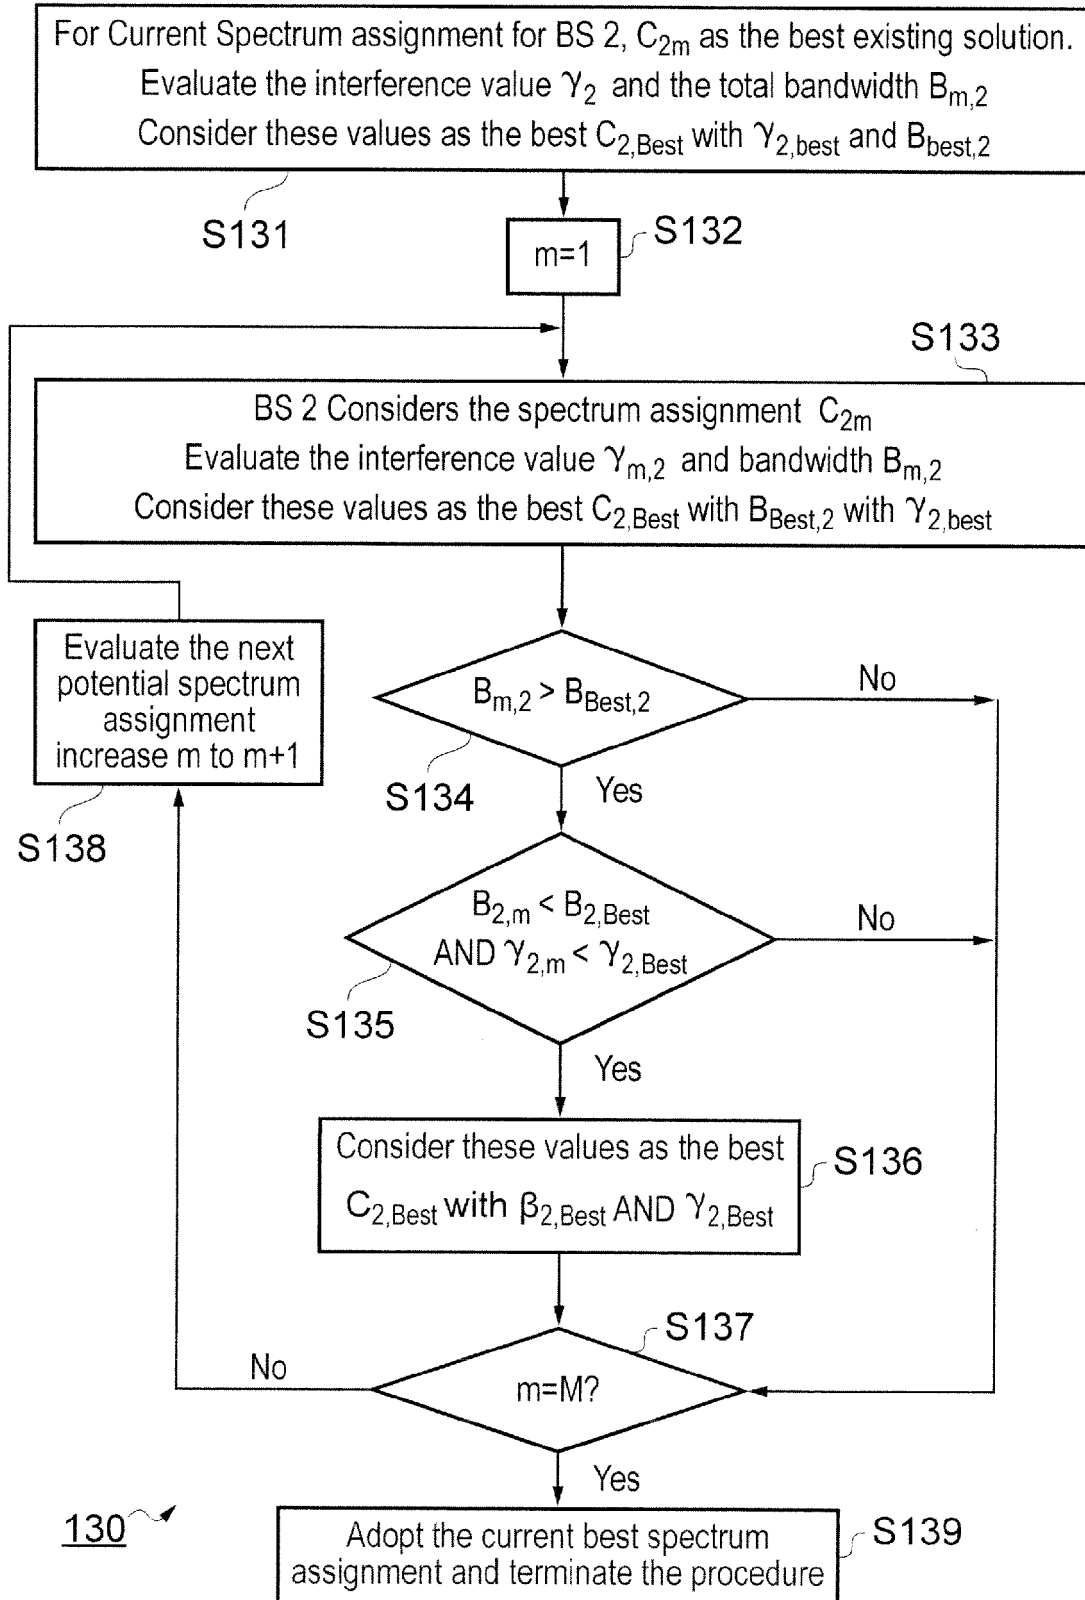 For Current Spectrum assignment for BS 2, C2m as the best existing solution.
Evaluate the interference value γ2 and the total bandwidth Bm,2
Consider these values as the best C2,Best with γ2,best and Bbest,2
S131
S132
m=1
S133
BS 2 Considers the spectrum assignment C2m
Evaluate the interference value γm,2 and bandwidth Bm,2
Consider these values as the best C2,Best with BBest,2 with γ2,best
Evaluate the next
potential spectrum
assignment
increase m to m+1
S138
Bm,2 > BBest,2
No
S134
Yes
B2,m < B2,Best
AND γ2,m < γ2,Best
No
S135
Yes
Consider these values as the best
C2,Best with β2,Best AND γ2,Best
S136
S137
No
m=M?
Yes
130
Adopt the current best spectrum
assignment and terminate the procedure
S139